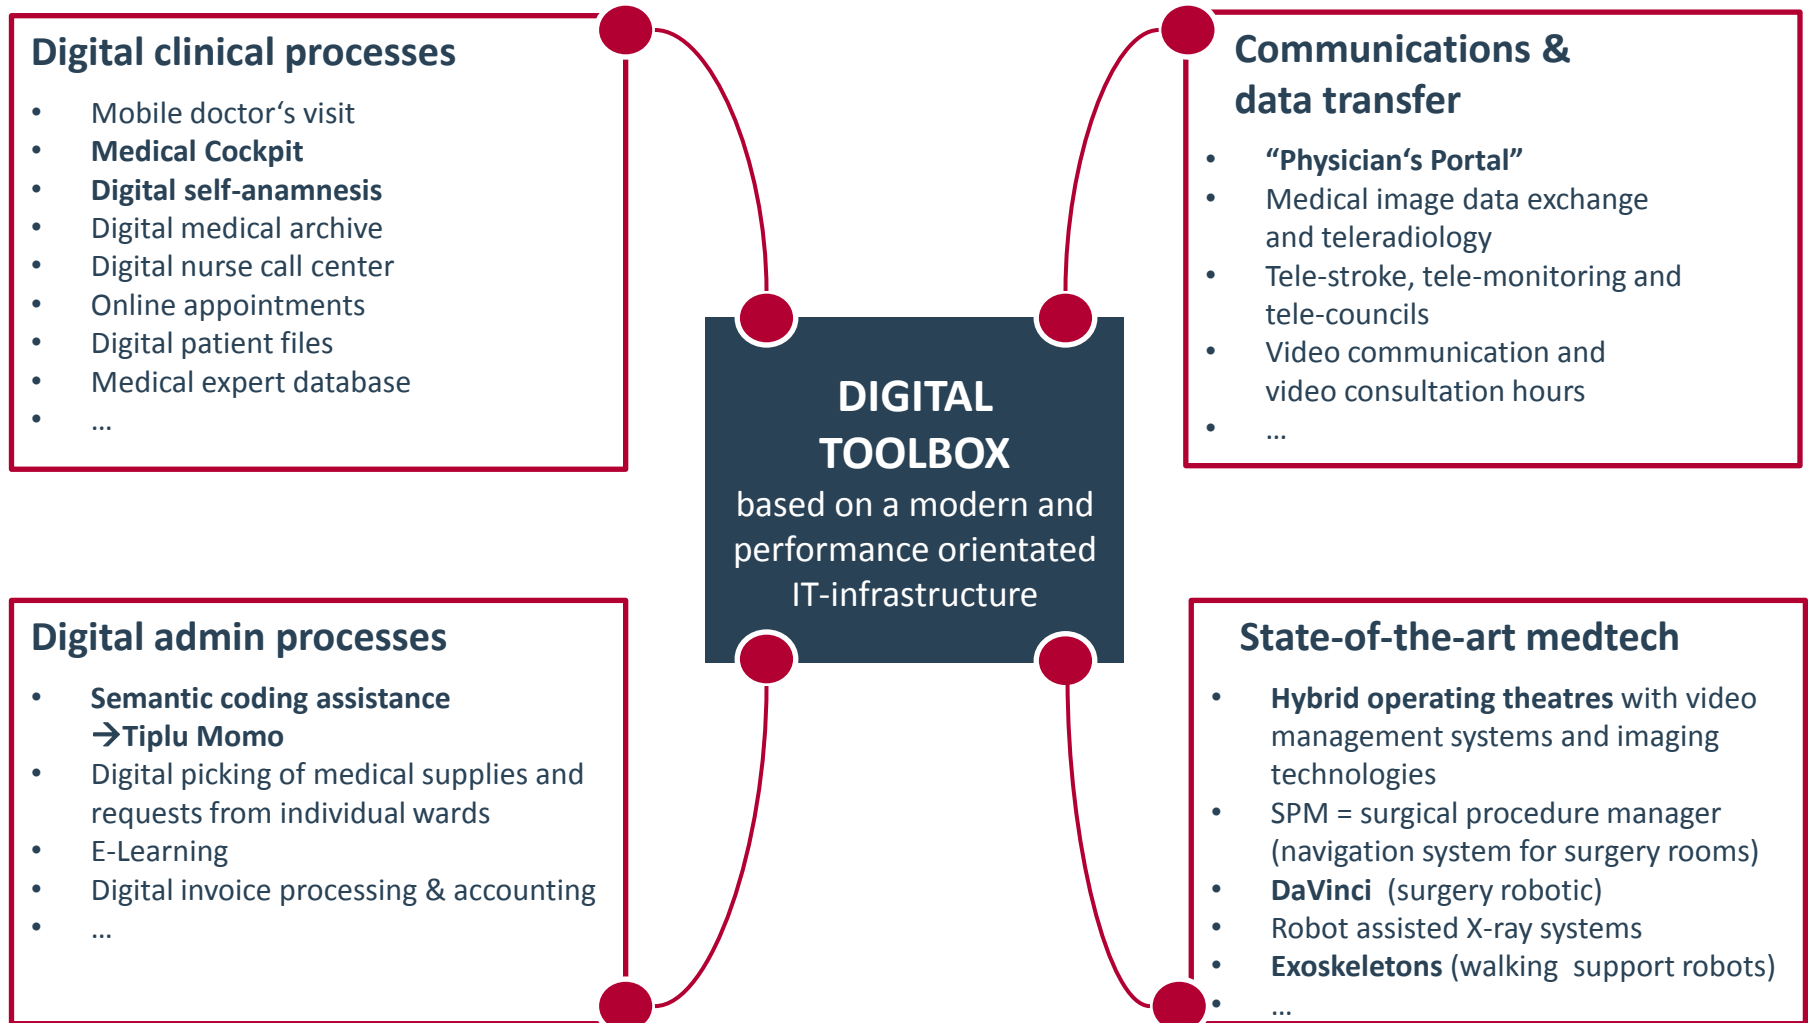 Digital clinical processes
• Mobile doctor‘s visit
• Medical Cockpit
• Digital self-anamnesis
• Digital medical archive
• Digital nurse call center
• Online appointments
• Digital patient files
• Medical expert database
• ...
Communications &
data transfer
• “Physician‘s Portal”
• Medical image data exchange
and teleradiology
• Tele-stroke, tele-monitoring and
tele-councils
• Video communication and
video consultation hours
• ...
DIGITAL
TOOLBOX
based on a modern and
performance orientated
IT-infrastructure
Digital admin processes
• Semantic coding assistance
→Tiplu Momo
• Digital picking of medical supplies and
requests from individual wards
• E-Learning
• Digital invoice processing & accounting
• ...
State-of-the-art medtech
• Hybrid operating theatres with video
management systems and imaging
technologies
• SPM = surgical procedure manager
(navigation system for surgery rooms)
• DaVinci (surgery robotic)
• Robot assisted X-ray systems
• Exoskeletons (walking support robots)
• ...